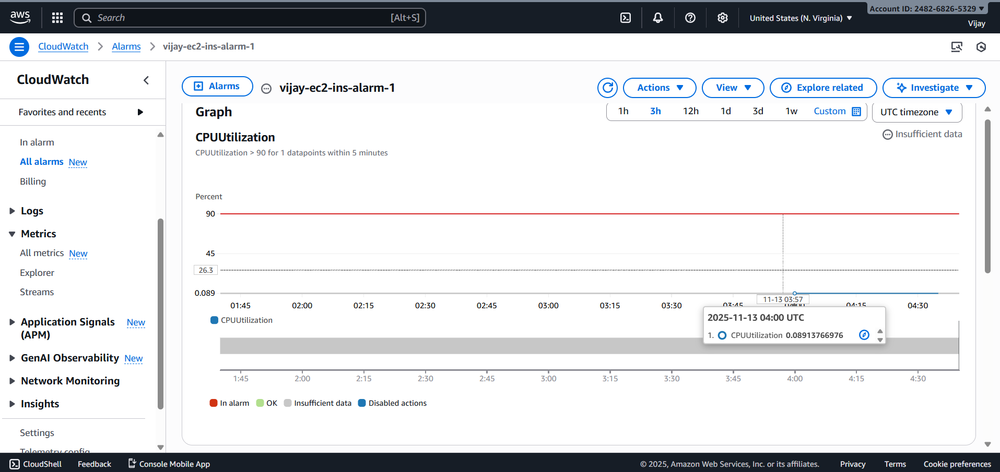 aws
Search [Alt+S]
United States (N. Virginia)
Account ID: 2482-6826-5329
Vijay
CloudWatch
Alarms
vijay-ec2-ins-alarm-1
CloudWatch
Favorites and recents
In alarm
All alarms New
Billing
Logs
Metrics
All metrics New
Explorer
Streams
Application Signals (APM) New
GenAI Observability New
Network Monitoring
Insights
Settings
Telemetry config
Alarms
vijay-ec2-ins-alarm-1
Actions
View
Explore related
Investigate
Graph
1h 3h 12h 1d 3d 1w Custom
UTC timezone
CPUUtilization
Insufficient data
CPUUtilization > 90 for 1 datapoints within 5 minutes
Percent
90
45
26.3
0.089
01:45 02:00 02:15 02:30 02:45 03:00 03:15 03:30 03:45 04:00 04:15 04:30
11-13 03:57
CPUUtilization
2025-11-13 04:00 UTC
1. CPUUtilization 0.08913766976
1:45 2:00 2:15 2:30 2:45 3:00 3:15 3:30 3:45 4:00 4:15 4:30
In alarm OK Insufficient data Disabled actions
CloudShell Feedback Console Mobile App
© 2025, Amazon Web Services, Inc. or its affiliates. Privacy Terms Cookie preferences